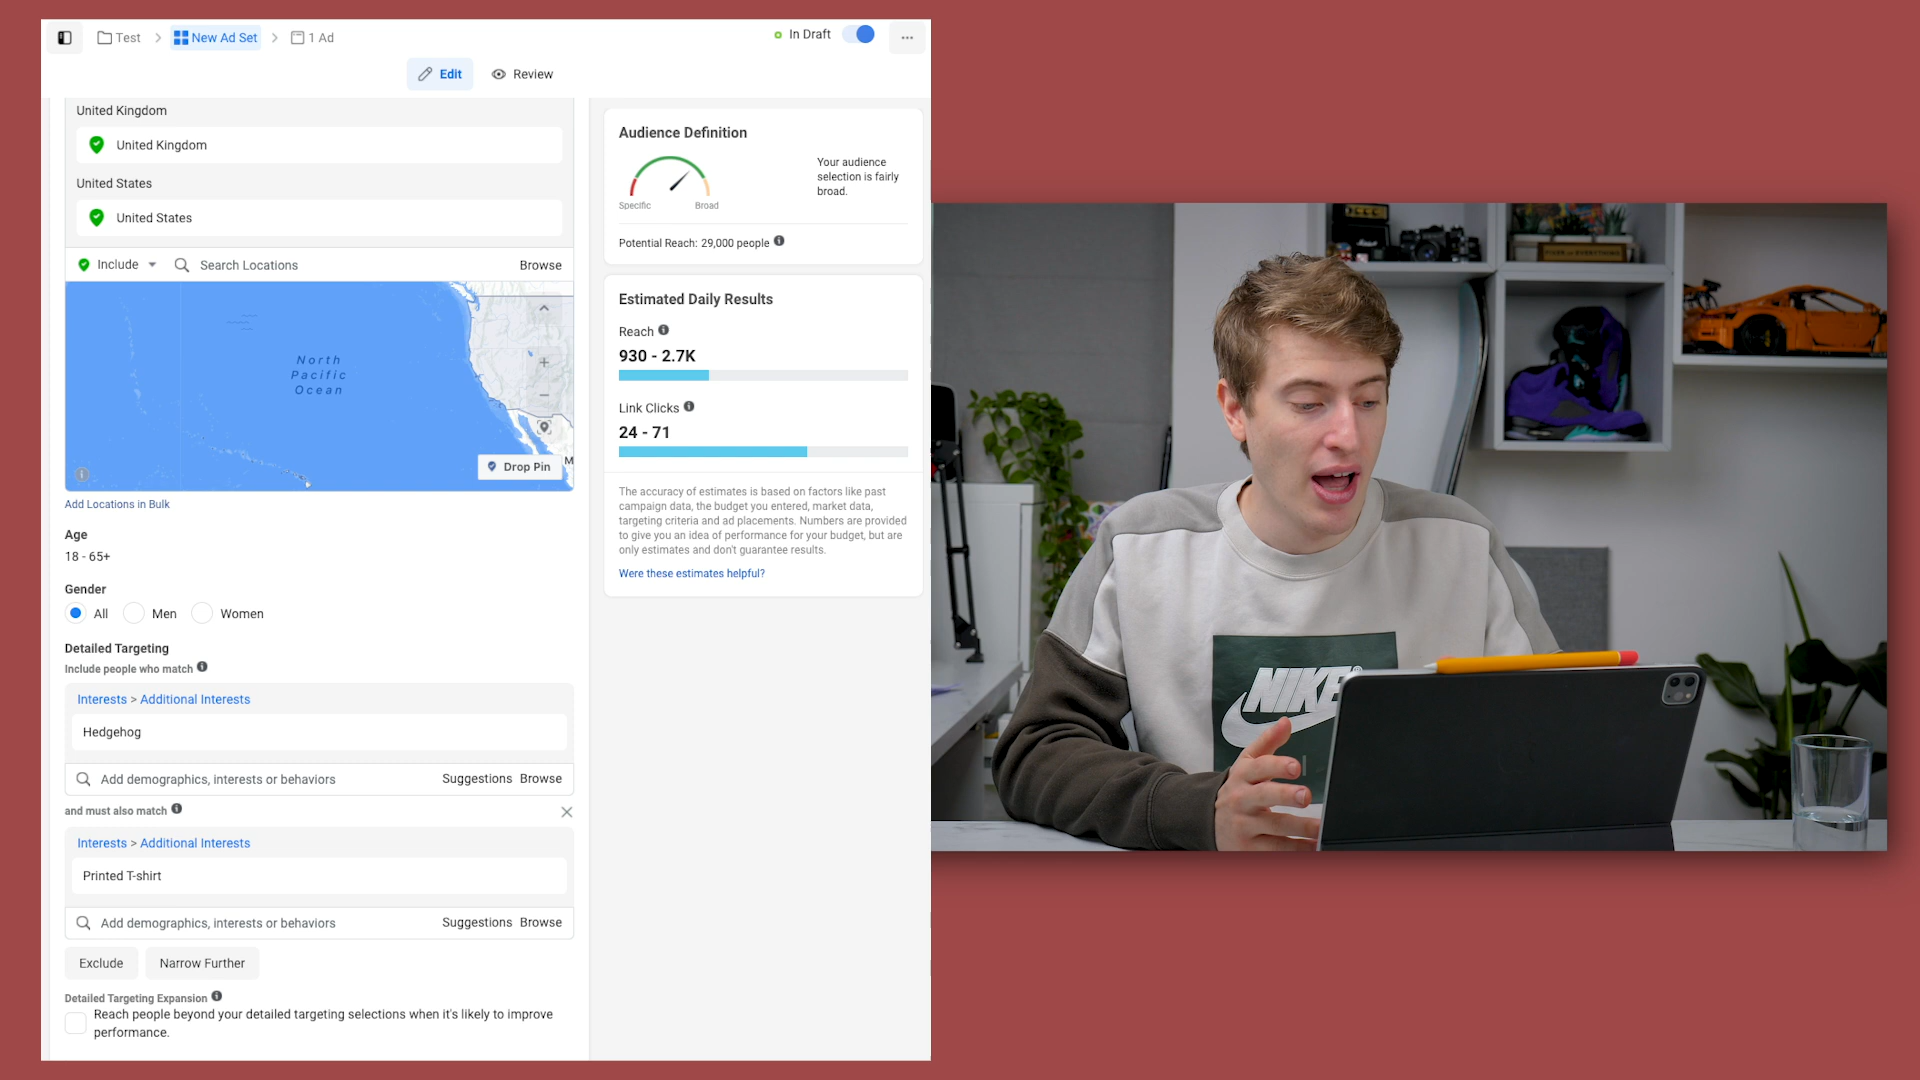 Test > New Ad Set > 1 Ad
In Draft
Edit Review
United Kingdom
United Kingdom
United States
United States
Include Search Locations Browse
North
Pacific
Ocean
M
Drop Pin
Add Locations in Bulk
Age
18 - 65+
Gender
All Men Women
Detailed Targeting
Include people who match
Interests > Additional Interests
Hedgehog
Add demographics, interests or behaviors Suggestions Browse
and must also match
Interests > Additional Interests
Printed T-shirt
Add demographics, interests or behaviors Suggestions Browse
Exclude Narrow Further
Detailed Targeting Expansion
Reach people beyond your detailed targeting selections when it's likely to improve
performance.
Audience Definition
Your audience
selection is fairly
broad.
Specific Broad
Potential Reach: 29,000 people
Estimated Daily Results
Reach
930 - 2.7K
Link Clicks
24 - 71
The accuracy of estimates is based on factors like past
campaign data, the budget you entered, market data,
targeting criteria and ad placements. Numbers are provided
to give you an idea of performance for your budget, but are
only estimates and don't guarantee results.
Were these estimates helpful?
NIKE